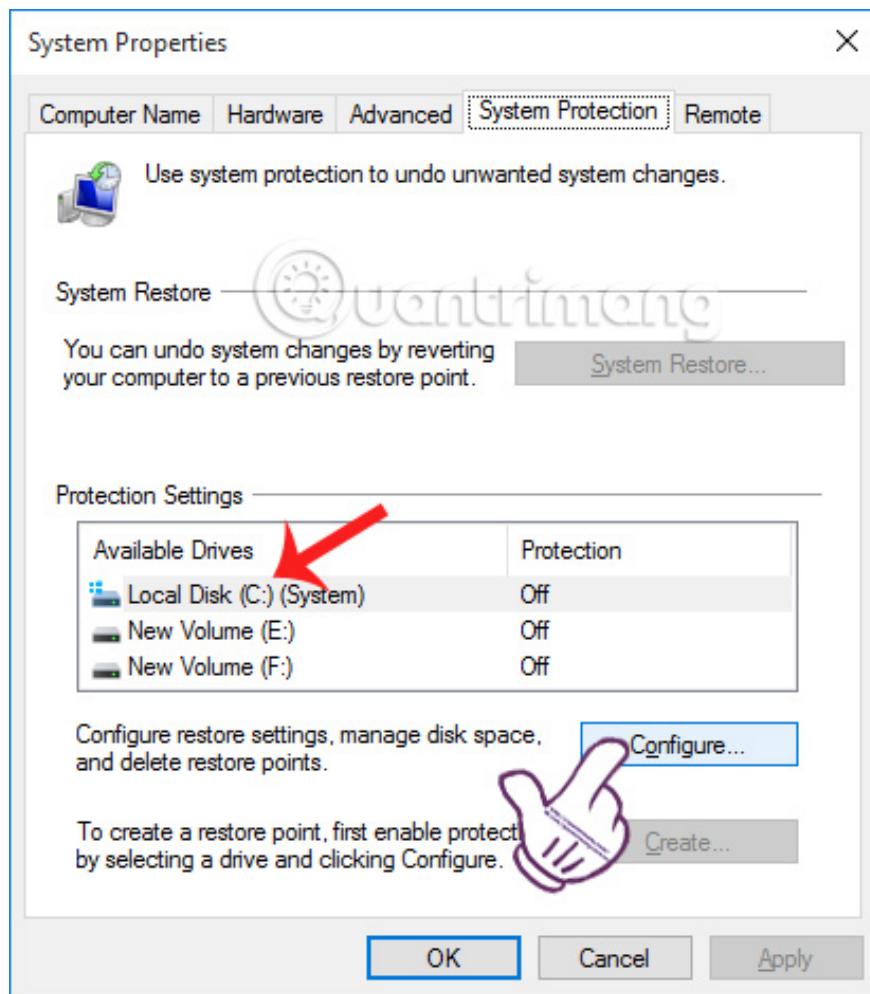 System Properties
Computer Name Hardware Advanced System Protection Remote
Use system protection to undo unwanted system changes.
System Restore
Quantrimang
You can undo system changes by reverting
your computer to a previous restore point.
System Restore...
Protection Settings
Available Drives Protection
Local Disk (C:) (System) Off
New Volume (E:) Off
New Volume (F:) Off
Configure restore settings, manage disk space,
and delete restore points.
Configure...
To create a restore point, first enable protecti
by selecting a drive and clicking Configure.
Create...
OK Cancel Apply